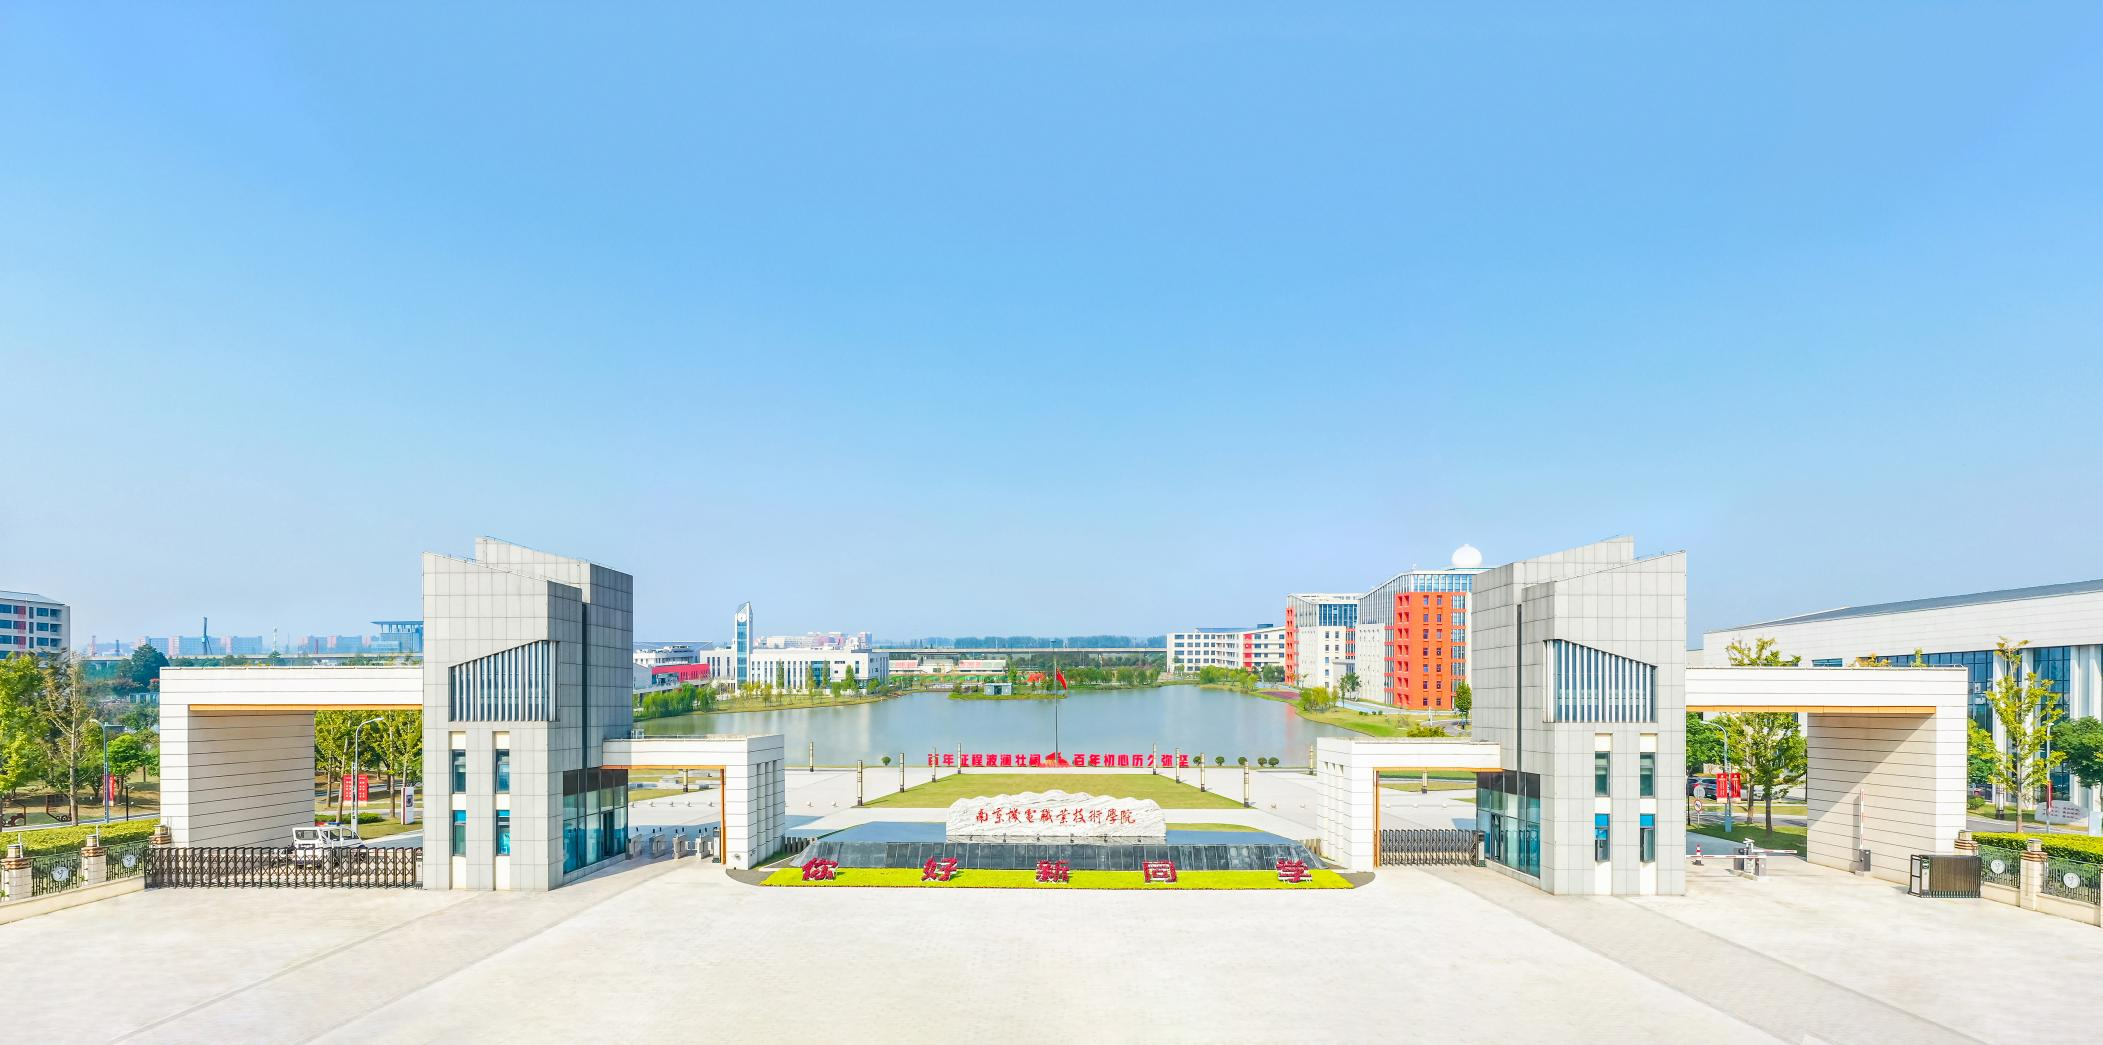 百年征程波澜壮阔 百年初心历久弥坚
南京機電職業技術學院
你好新同学